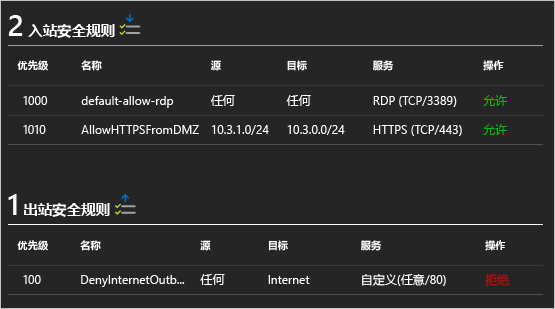 2 入站安全规则
优先级 名称 源 目标 服务 操作
1000 default-allow-rdp 任何 任何 RDP (TCP/3389) 允许
1010 AllowHTTPSFromDMZ 10.3.1.0/24 10.3.0.0/24 HTTPS (TCP/443) 允许
1 出站安全规则
优先级 名称 源 目标 服务 操作
100 DenyInternetOutb... 任何 Internet 自定义(任意/80) 拒绝